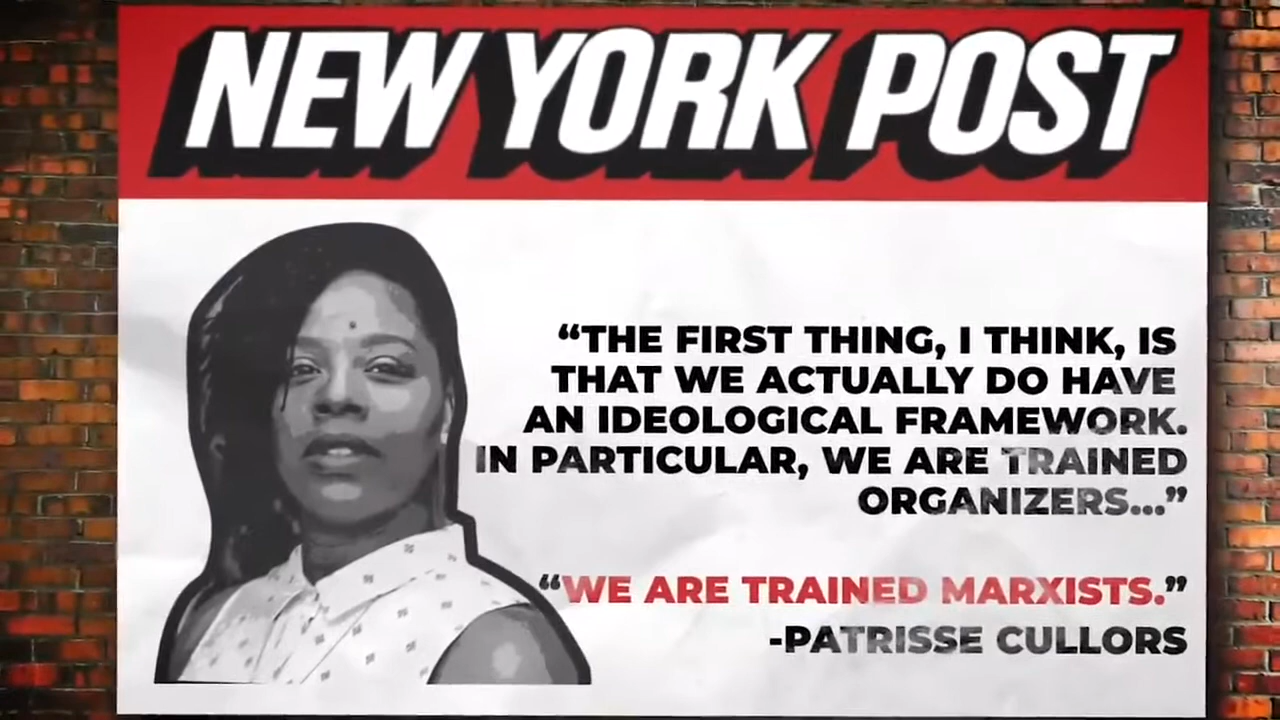 NEW YORK POST
“THE FIRST THING, I THINK, IS
THAT WE ACTUALLY DO HAVE
AN IDEOLOGICAL FRAMEWORK.
IN PARTICULAR, WE ARE TRAINED
ORGANIZERS...”
“WE ARE TRAINED MARXISTS.”
-PATRISSE CULLORS